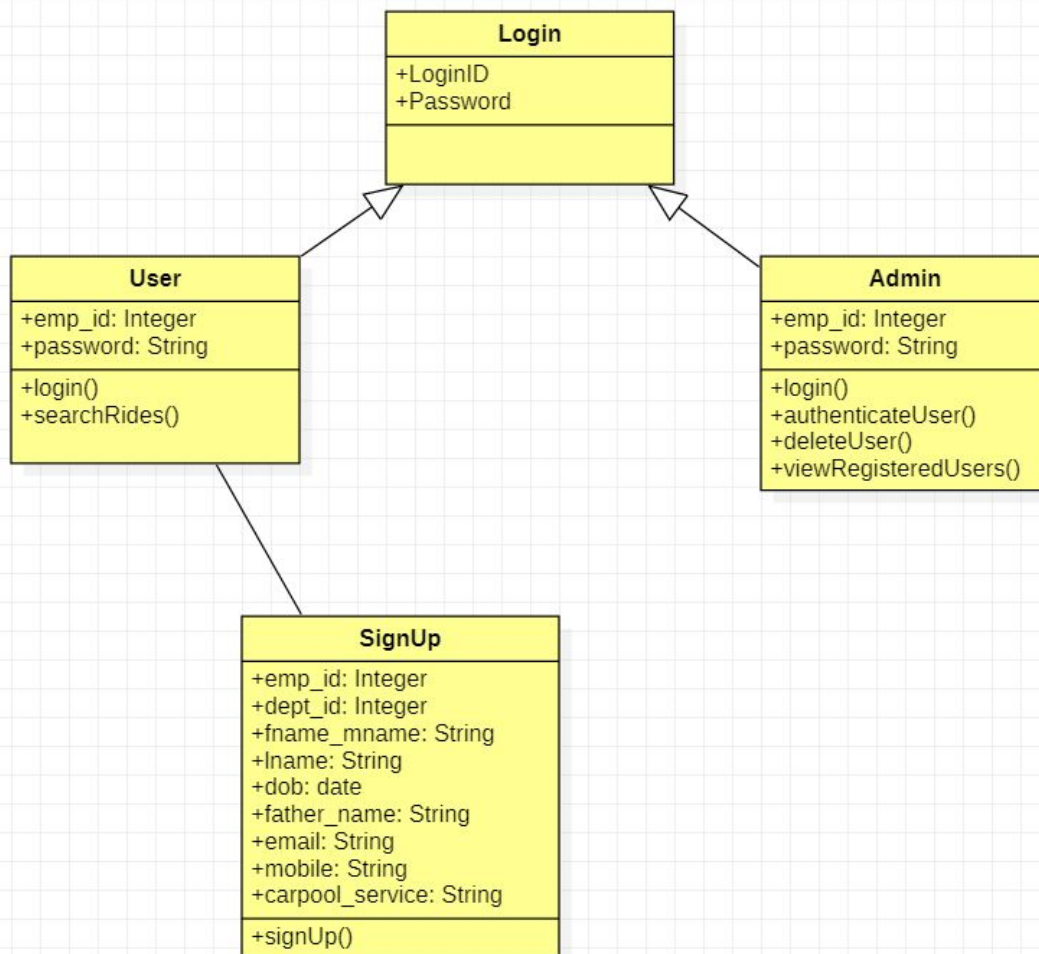 Login
+LoginID
+Password
User
+emp_id: Integer
+password: String
+login()
+searchRides()
Admin
+emp_id: Integer
+password: String
+login()
+authenticateUser()
+deleteUser()
+viewRegisteredUsers()
SignUp
+emp_id: Integer
+dept_id: Integer
+fname_mname: String
+lname: String
+dob: date
+father_name: String
+email: String
+mobile: String
+carpool_service: String
+signUp()